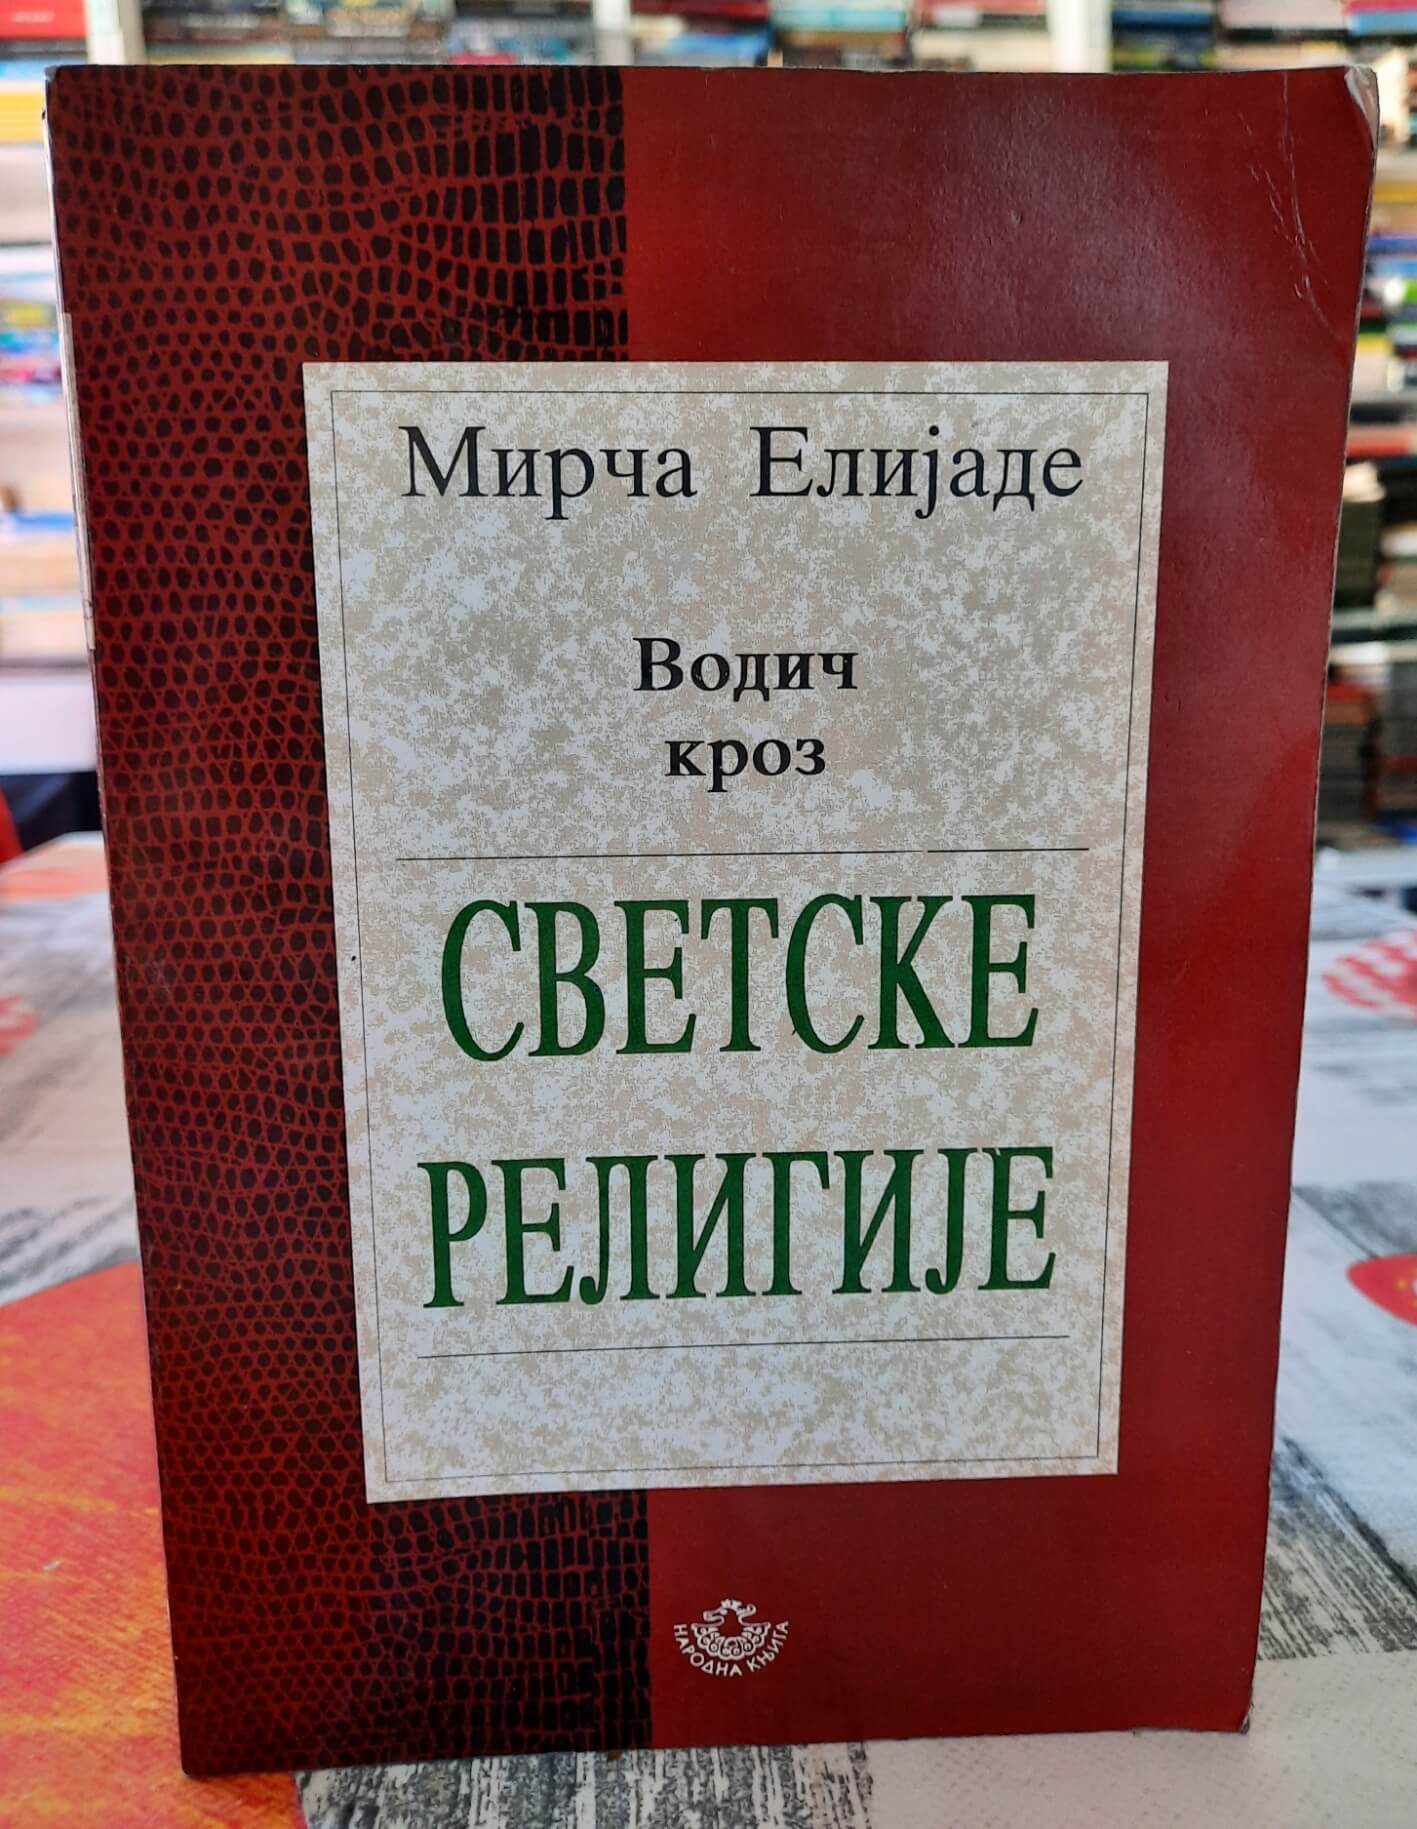 Мирча Елијаде
Водич
кроз
СВЕТСКЕ
РЕЛИГИЈЕ
НАРОДНА КЊИГА